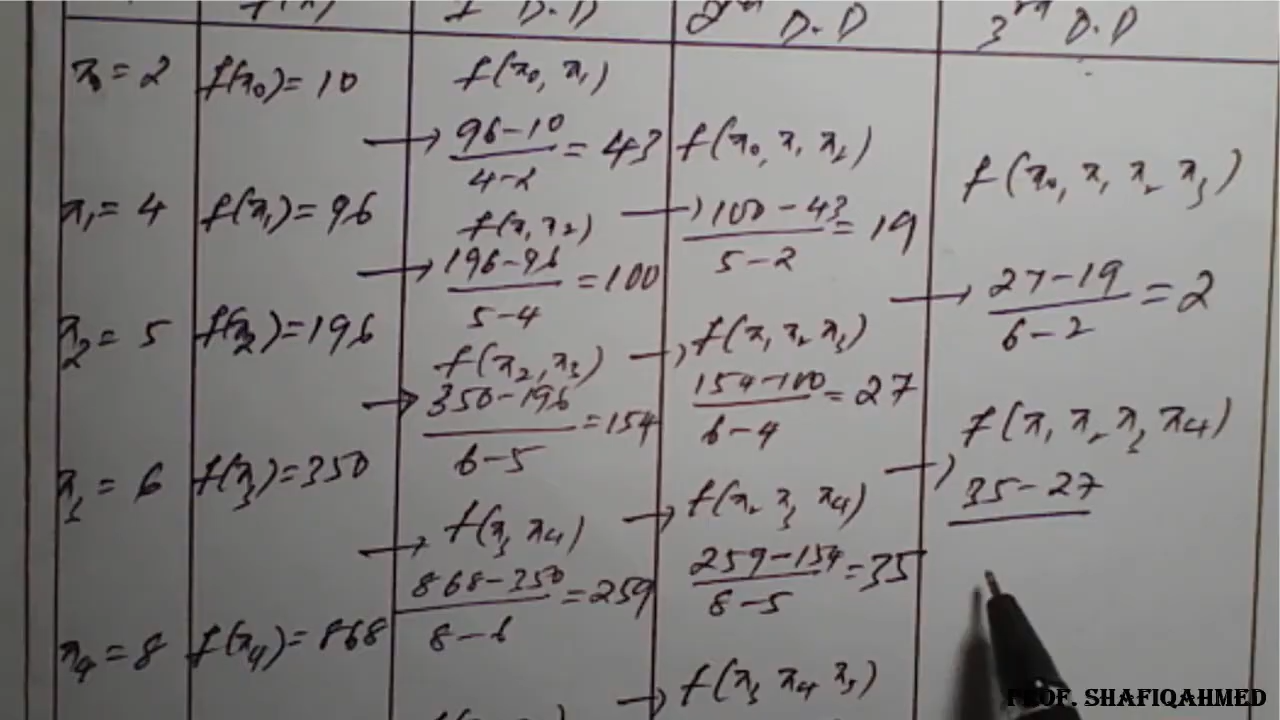 D.D
D.D
3rd D.D
x0 = 2
f(x0) = 10
f(x0, x1)
96-10
4-2
= 43
f(x0, x1 x2)
f(x0, x1 x2 x3)
x1 = 4
f(x1) = 96
f(x1 x2)
100-43
5-2
= 19
196-96
5-4
= 100
27-19
6-2
= 2
x2 = 5
f(x2) = 196
f(x2, x3)
f(x1 x2 x3)
350-196
6-5
= 154
154-100
6-4
= 27
f(x1 x2 x3 x4)
x3 = 6
f(x3) = 350
35-27
f(x3 x4)
f(x2 x3 x4)
868-350
8-6
= 259
259-154
8-5
= 35
x4 = 8
f(x4) = 868
f(x3 x4 x5)
PROF. SHAFIQAHMED